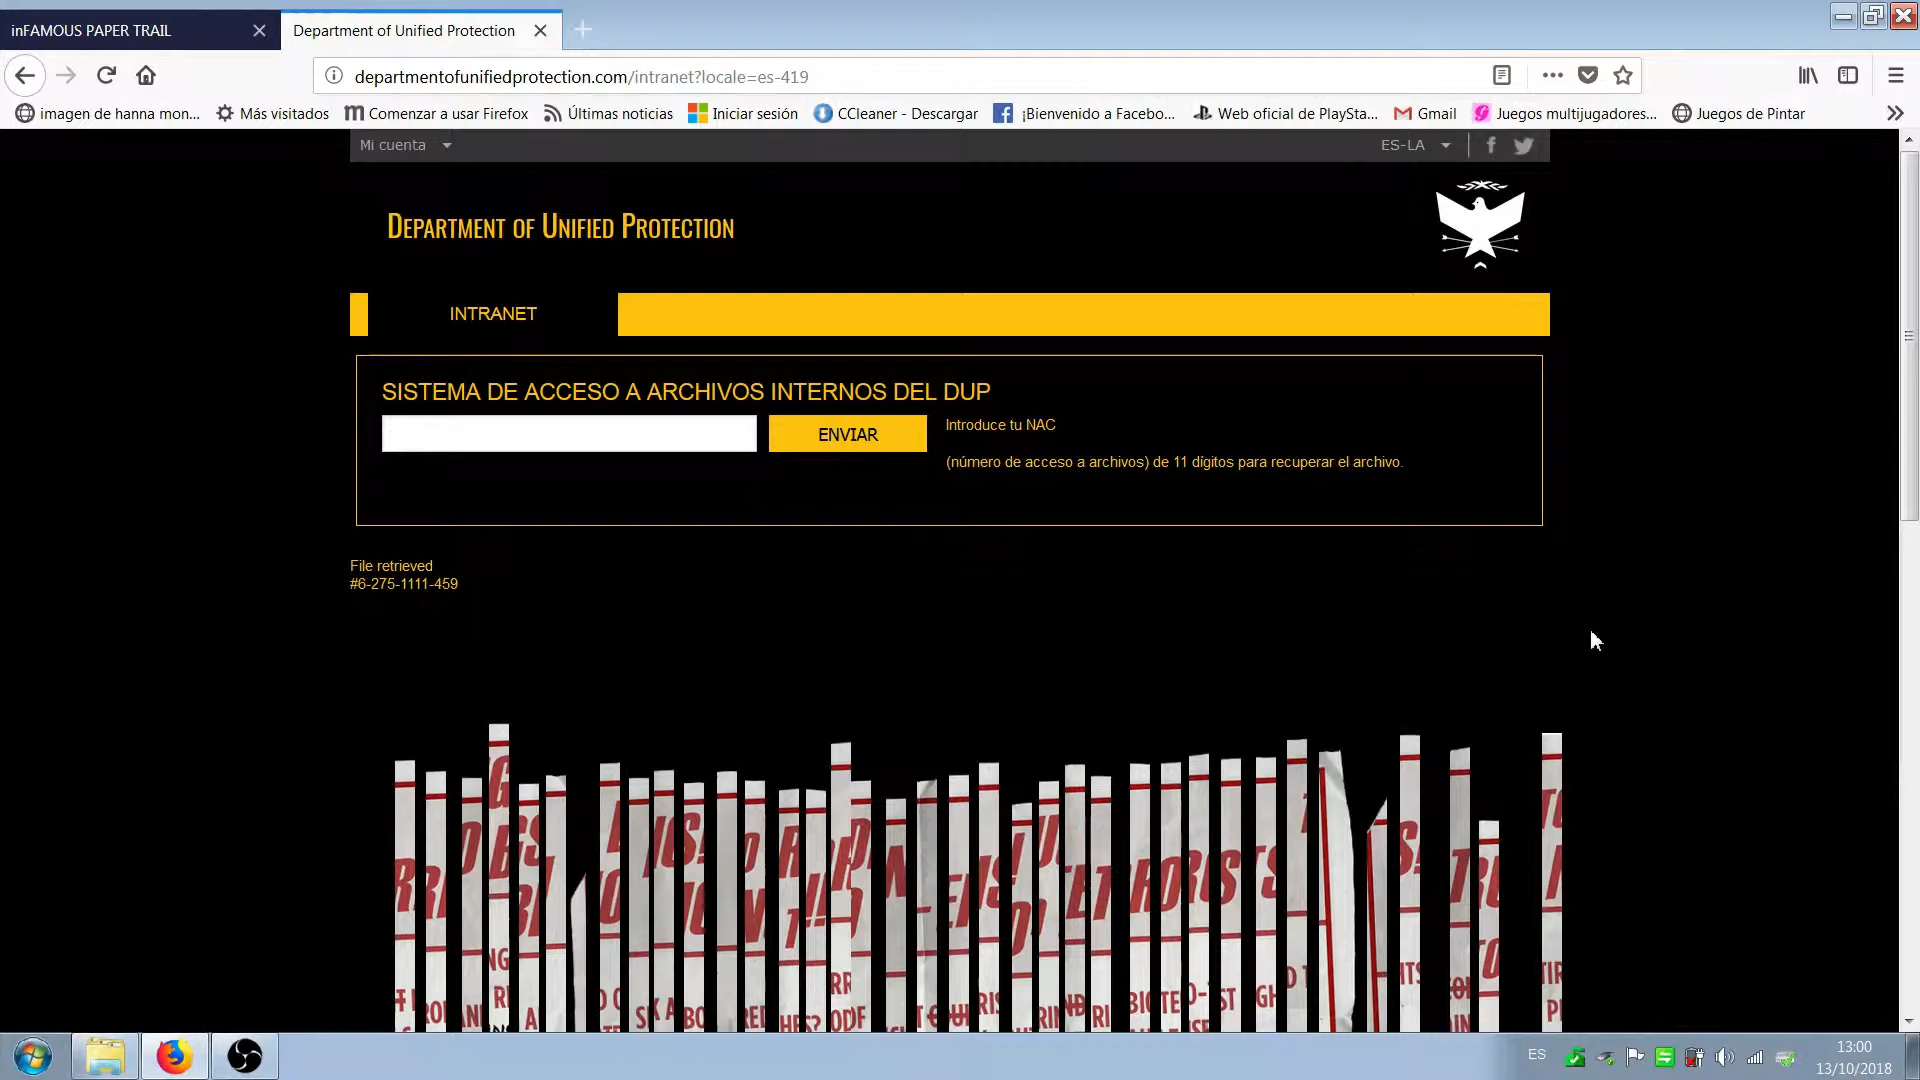 inFAMOUS PAPER TRAIL
Department of Unified Protection
departmentofunifiedprotection.com/intranet?locale=es-419
imagen de hanna mon...
Más visitados
Comenzar a usar Firefox
Últimas noticias
Iniciar sesión
CCleaner - Descargar
¡Bienvenido a Facebo...
Web oficial de PlaySta...
Gmail
Juegos multijugadores...
Juegos de Pintar
Mi cuenta
ES-LA
Department of Unified Protection
INTRANET
SISTEMA DE ACCESO A ARCHIVOS INTERNOS DEL DUP
ENVIAR
Introduce tu NAC
(número de acceso a archivos) de 11 dígitos para recuperar el archivo.
File retrieved
#6-275-1111-459
ES
13:00
13/10/2018